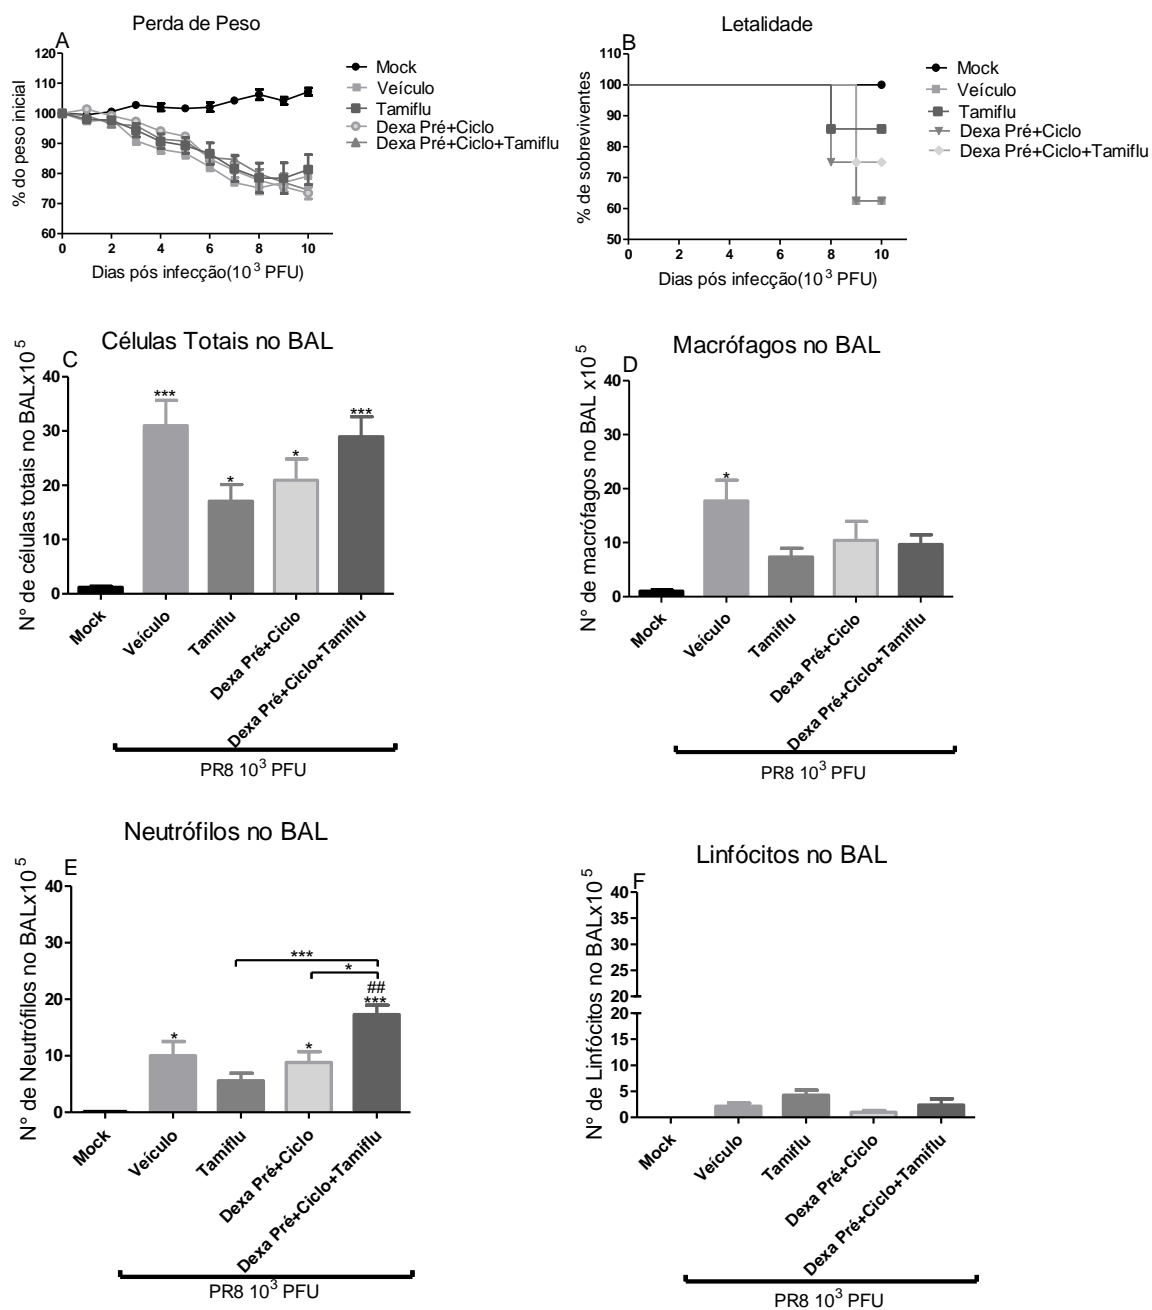 Perda de Peso
A
120
110
100
90
80
70
60
% do peso inicial
0 2 4 6 8 10
Dias pós infecção(10³ PFU)
Mock
Veículo
Tamiflu
Dexa Pré+Ciclo
Dexa Pré+Ciclo+Tamiflu
Letalidade
B
110
100
90
80
70
60
50
% de sobreviventes
0 2 4 6 8 10
Dias pós infecção(10³ PFU)
Mock
Veículo
Tamiflu
Dexa Pré+Ciclo
Dexa Pré+Ciclo+Tamiflu
Células Totais no BAL
C
40
30
20
10
0
N° de células totais no BALx10⁵
***
*
*
***
Mock
Veículo
Tamiflu
Dexa Pré+Ciclo
Dexa Pré+Ciclo+Tamiflu
PR8 10³ PFU
Macrófagos no BAL
D
40
30
20
10
0
N° de macrófagos no BAL x10⁵
*
Mock
Veículo
Tamiflu
Dexa Pré+Ciclo
Dexa Pré+Ciclo+Tamiflu
PR8 10³ PFU
Neutrófilos no BAL
E
40
30
20
10
0
N° de Neutrófilos no BALx10⁵
***
*
##
***
*
*
Mock
Veículo
Tamiflu
Dexa Pré+Ciclo
Dexa Pré+Ciclo+Tamiflu
PR8 10³ PFU
Linfócitos no BAL
F
40
35
30
25
20
20
15
10
5
0
N° de Linfócitos no BALx10⁵
Mock
Veículo
Tamiflu
Dexa Pré+Ciclo
Dexa Pré+Ciclo+Tamiflu
PR8 10³ PFU